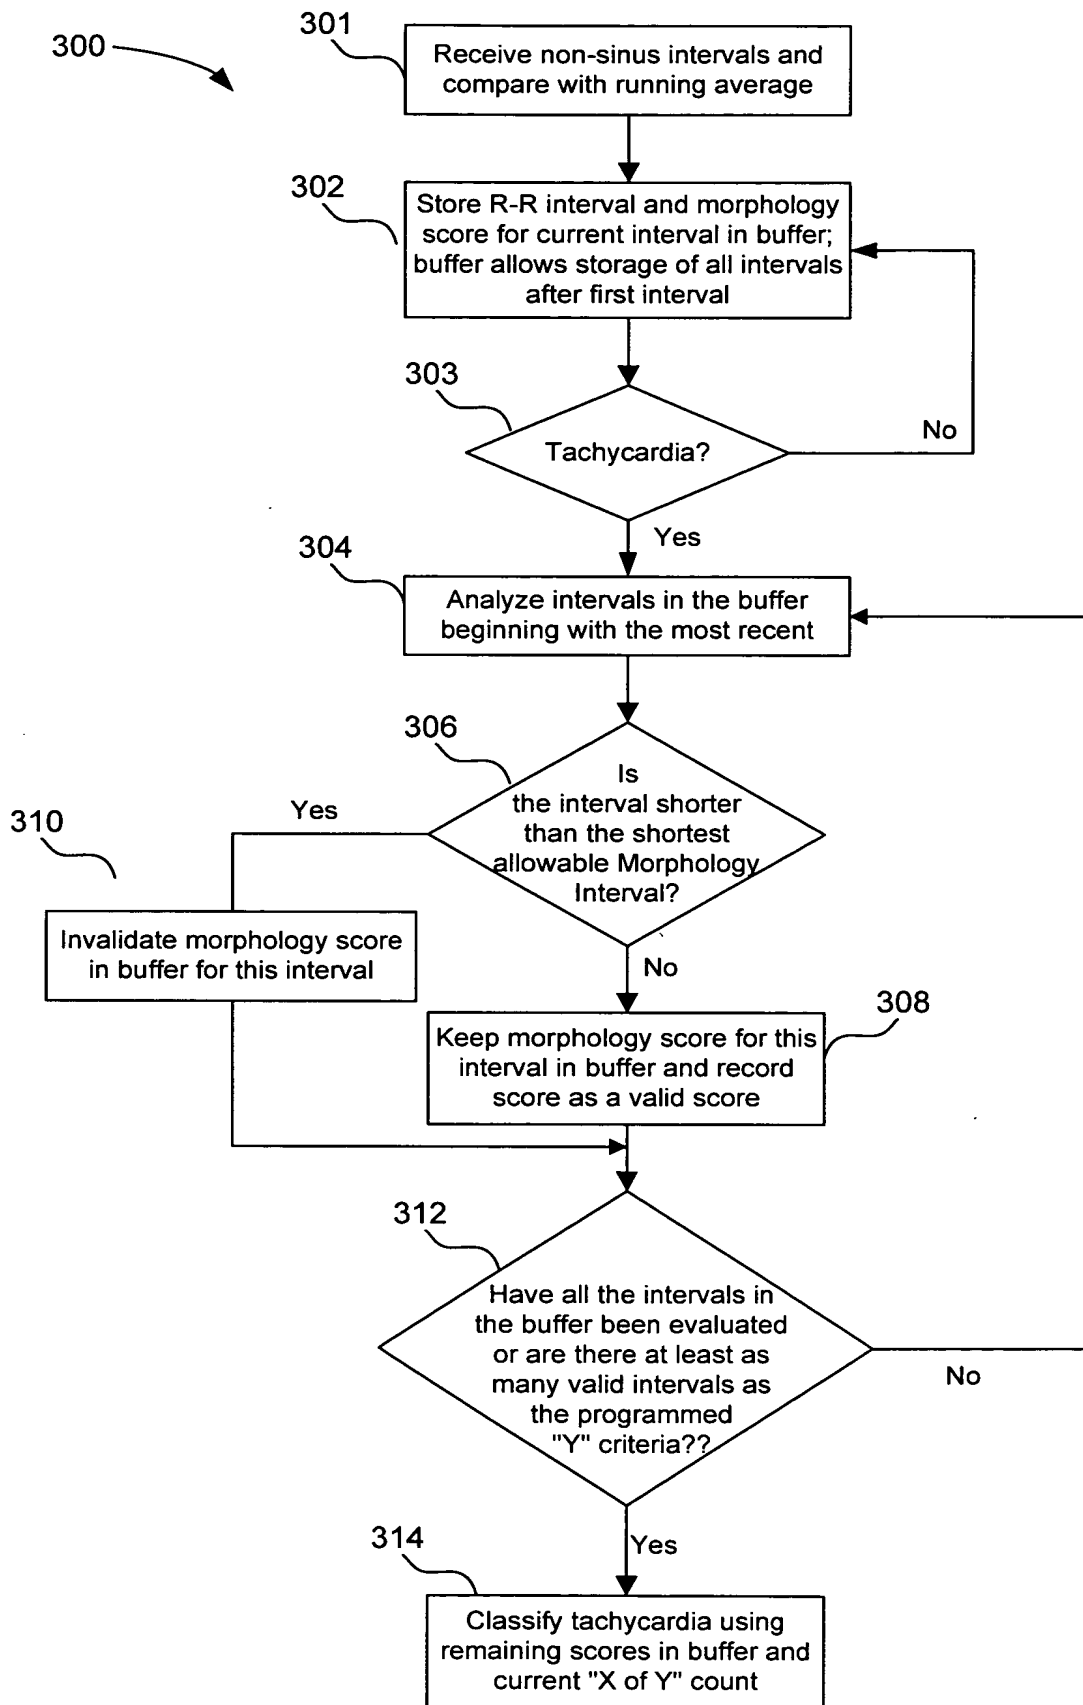 300
301
Receive non-sinus intervals and
compare with running average
302
Store R-R interval and morphology
score for current interval in buffer;
buffer allows storage of all intervals
after first interval
303
Tachycardia?
No
Yes
304
Analyze intervals in the buffer
beginning with the most recent
306
Is
the interval shorter
than the shortest
allowable Morphology
Interval?
Yes
310
Invalidate morphology score
in buffer for this interval
No
308
Keep morphology score for this
interval in buffer and record
score as a valid score
312
Have all the intervals in
the buffer been evaluated
or are there at least as
many valid intervals as
the programmed
"Y" criteria??
No
Yes
314
Classify tachycardia using
remaining scores in buffer and
current "X of Y" count